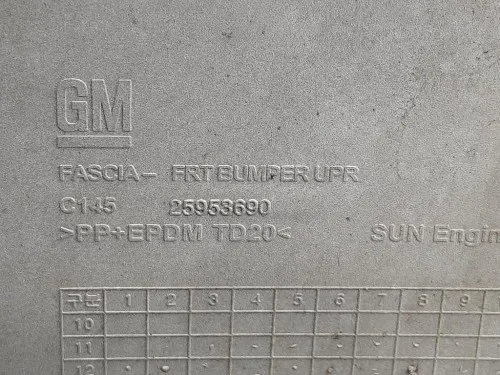 GM
FASCIA- FRT BUMPER UPR
C145 25953690
>PP+EPDM TD20< SUN Engin
구분 1 2 3 4 5 6 7 8 9
10
11
12